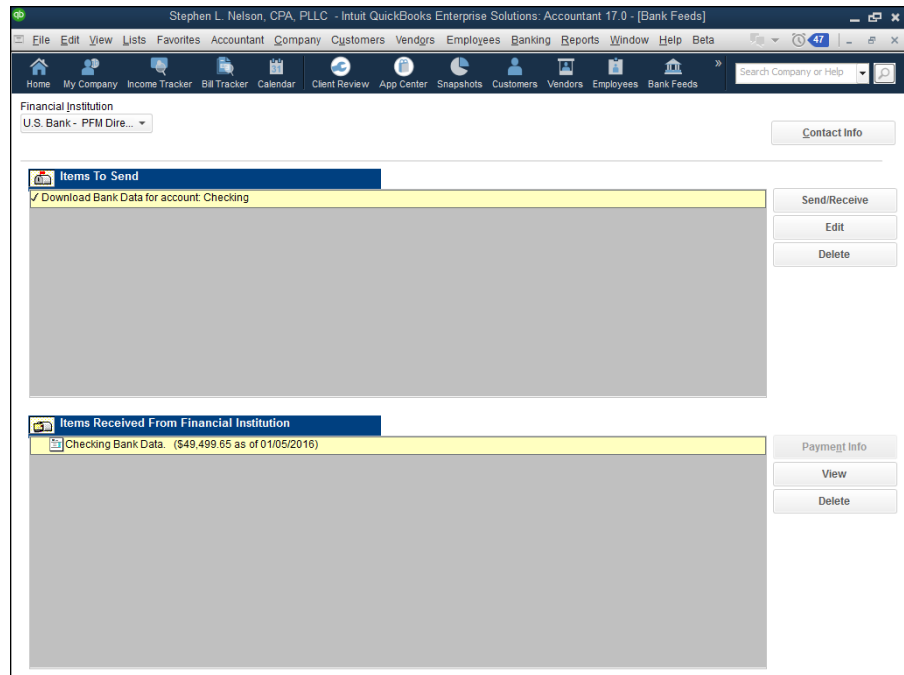 Stephen L. Nelson, CPA, PLLC - Intuit QuickBooks Enterprise Solutions: Accountant 17.0 - [Bank Feeds]
File Edit View Lists Favorites Accountant Company Customers Vendors Employees Banking Reports Window Help Beta 47
Home My Company Income Tracker Bill Tracker Calendar Client Review App Center Snapshots Customers Vendors Employees Bank Feeds » Search Company or Help
Financial Institution
U.S. Bank - PFM Dire...
Contact Info
Items To Send
✓ Download Bank Data for account: Checking
Send/Receive
Edit
Delete
Items Received From Financial Institution
Checking Bank Data. ($49,499.65 as of 01/05/2016)
Payment Info
View
Delete